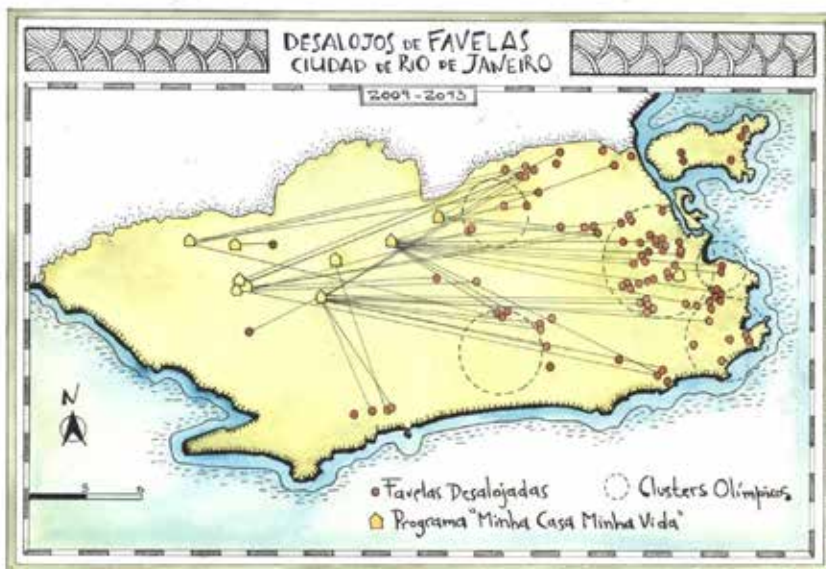 DESALOJOS DE FAVELAS
CIUDAD DE RIO DE JANEIRO
2009-2013
N
Favelas Desalojadas
Clusters Olímpicos
Programa "Minha Casa Minha Vida"